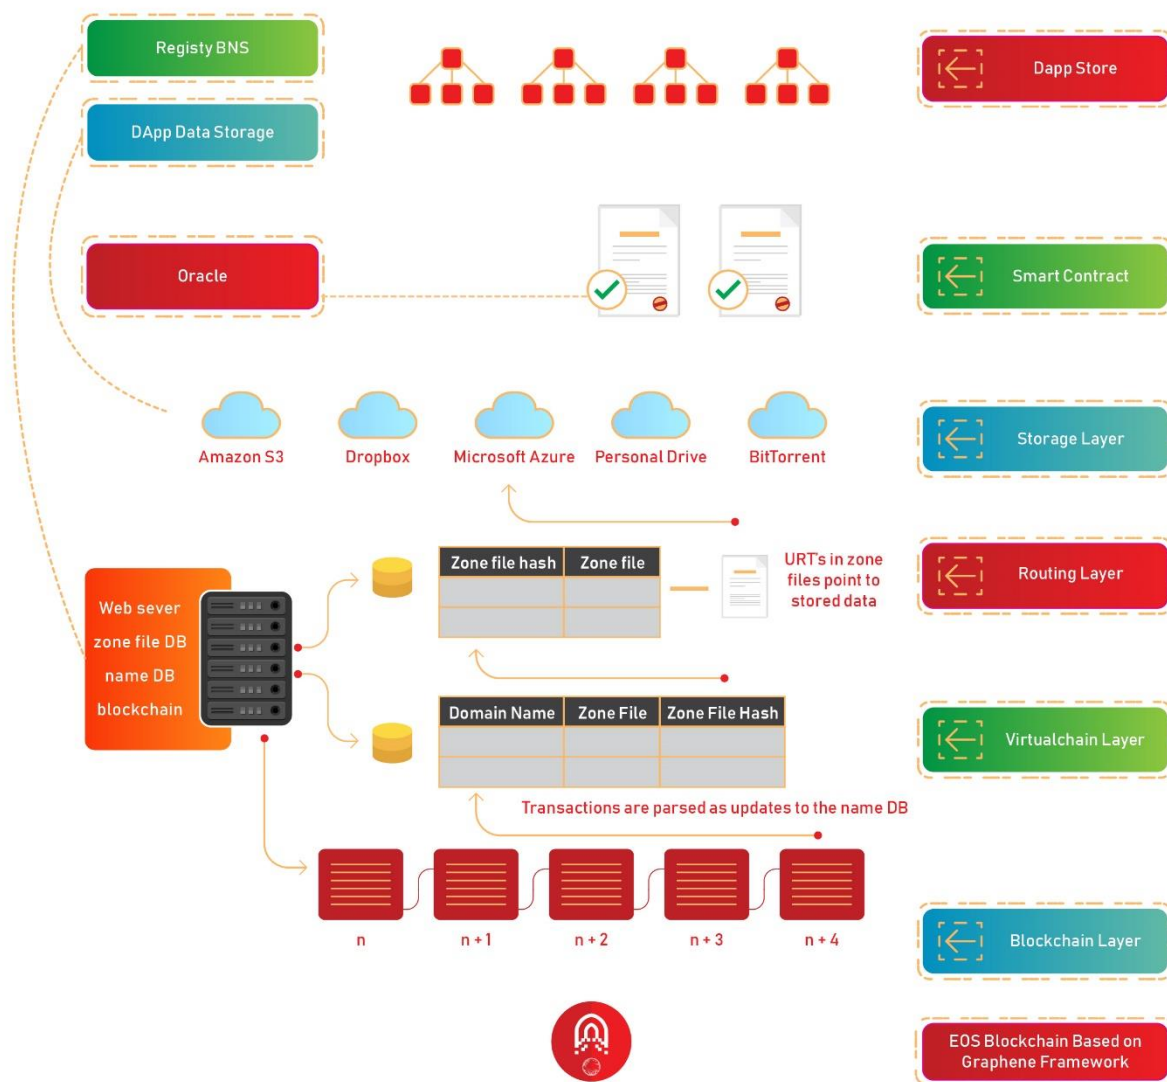 Registy BNS
Dapp Store
DApp Data Storage
Oracle
Smart Contract
Amazon S3
Dropbox
Microsoft Azure
Personal Drive
BitTorrent
Storage Layer
Zone file hash
Zone file
URT's in zone
files point to
stored data
Routing Layer
Web sever
zone file DB
name DB
blockchain
Domain Name
Zone File
Zone File Hash
Virtualchain Layer
Transactions are parsed as updates to the name DB
n
n + 1
n + 2
n + 3
n + 4
Blockchain Layer
EOS Blockchain Based on
Graphene Framework